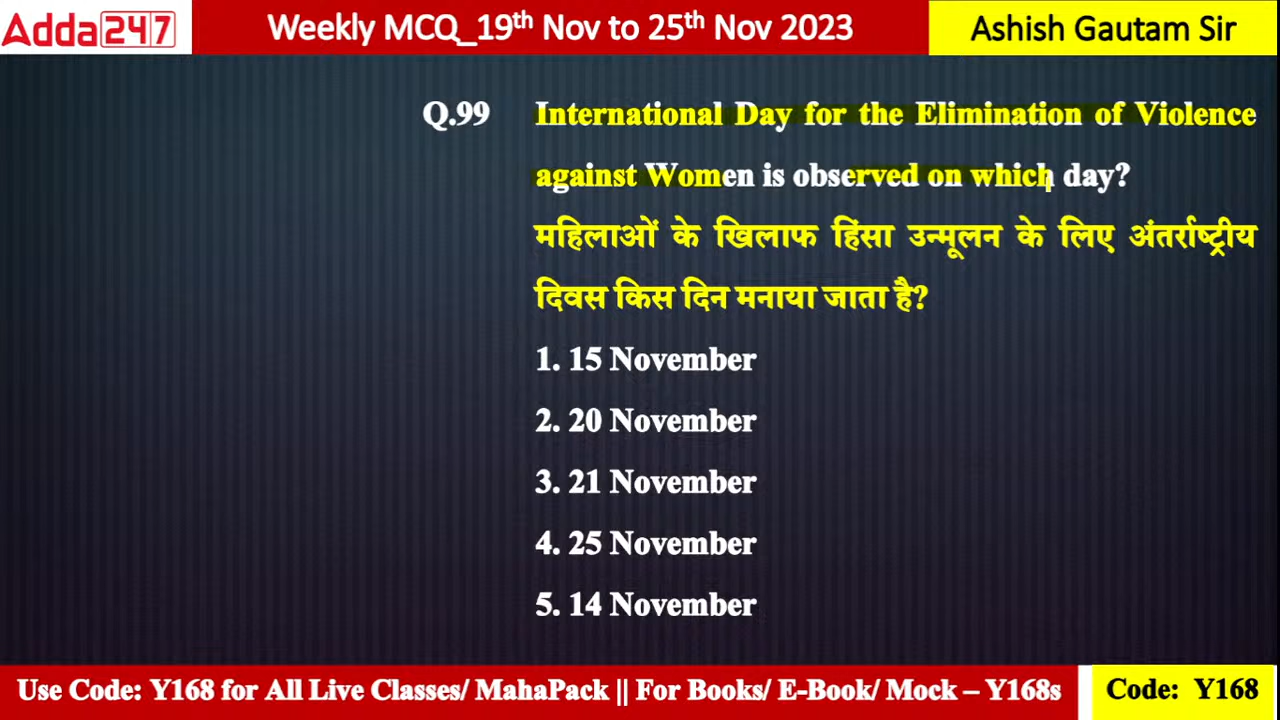 Adda247
Weekly MCQ_19th Nov to 25th Nov 2023
Ashish Gautam Sir
Q.99 International Day for the Elimination of Violence
against Women is observed on which day?
महिलाओं के खिलाफ हिंसा उन्मूलन के लिए अंतर्राष्ट्रीय
दिवस किस दिन मनाया जाता है?
1. 15 November
2. 20 November
3. 21 November
4. 25 November
5. 14 November
Use Code: Y168 for All Live Classes/ MahaPack || For Books/ E-Book/ Mock – Y168s
Code: Y168